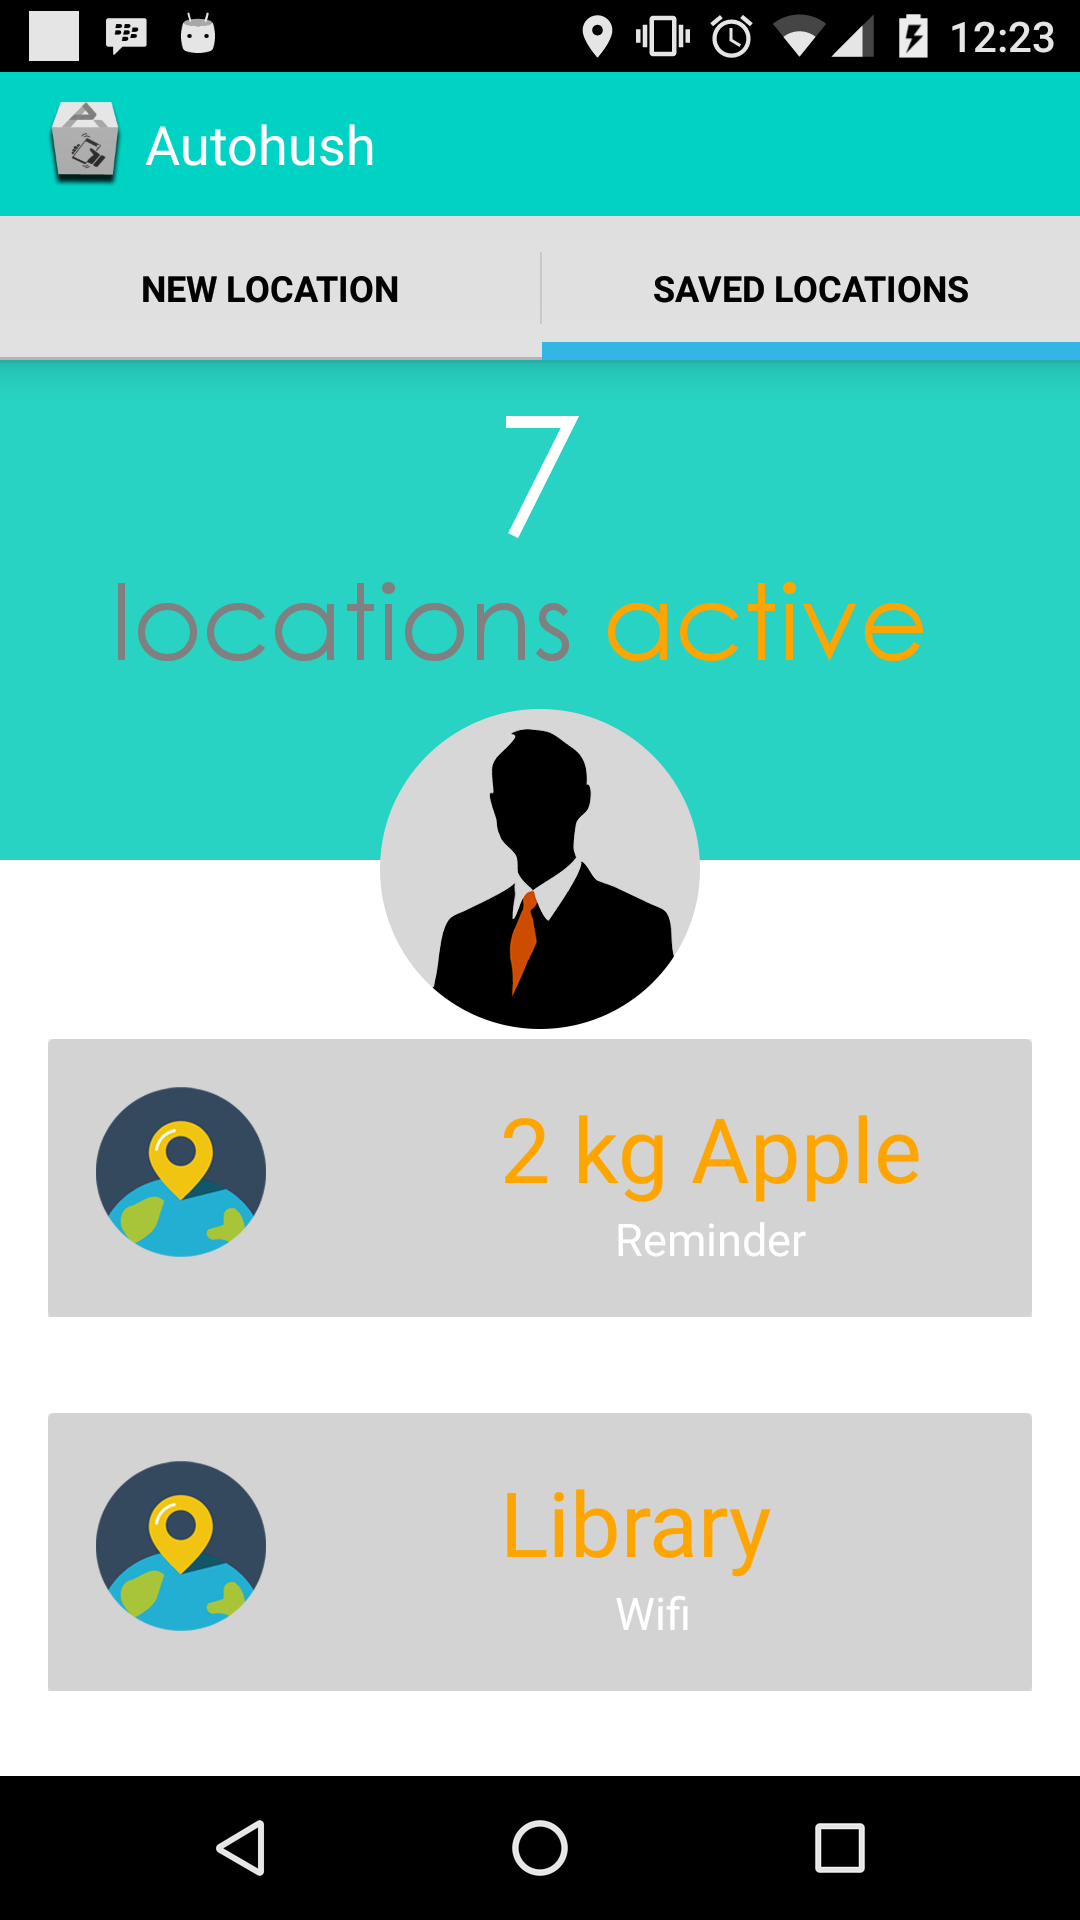 12:23
Autohush
NEW LOCATION
SAVED LOCATIONS
7
locations active
2 kg Apple
Reminder
Library
Wifi